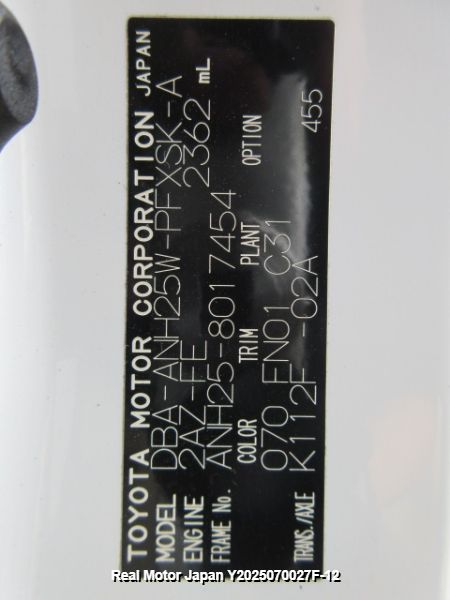 TOYOTA MOTOR CORPORATION JAPAN
MODEL DBA-ANH25W-PFXSK-A
ENGINE 2AZ-FE 2362 mL
FRAME No. ANH25-8017454
COLOR TRIM PLANT OPTION
070 FN01 C31
TRANS./AXLE K112F -02A 455
Real Motor Japan Y2025070027F-12